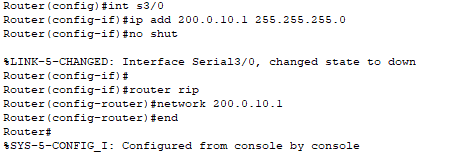 Router(config)#int s3/0
Router(config-if)#ip add 200.0.10.1 255.255.255.0
Router(config-if)#no shut
%LINK-5-CHANGED: Interface Serial3/0, changed state to down
Router(config-if)#
Router(config-if)#router rip
Router(config-router)#network 200.0.10.1
Router(config-router)#end
Router#
%SYS-5-CONFIG_I: Configured from console by console